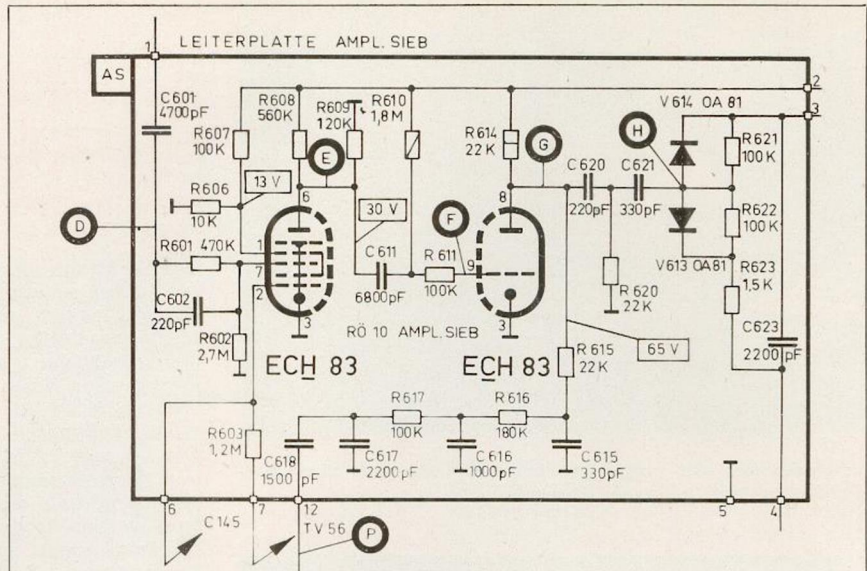 LEITERPLATTE AMPL. SIEB
AS
1
2
3
D
C601
4700pF
R607
100K
R608
560K
R609
120K
R610
1,8M
R614
22K
V614 OA 81
R621
100K
E
G
H
C620
220pF
C621
330pF
R606
10K
13 V
6
30 V
F
8
R622
100K
V613 OA81
R601 470K
1
7
2
C611
6800pF
R 611
100K
9
R620
22K
R623
1,5K
C602
220pF
R602
2,7M
3
RÖ 10 AMPL. SIEB
3
ECH 83
ECH 83
R 615
22K
65 V
C623
2200 pF
R603
1,2M
R617
100K
R616
180K
C618
1500 pF
C617
2200pF
C616
1000pF
C615
330pF
6
7
12
5
4
C 145
TV 56
P